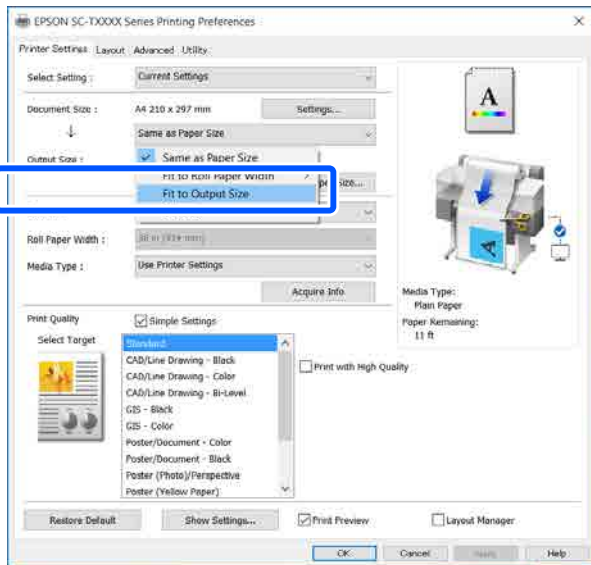 EPSON SC-TXXXX Series Printing Preferences
Printer Settings Layout Advanced Utility
Select Setting : Current Settings
Document Size : A4 210 x 297 mm Settings...
Same as Paper Size
Output Size :
Same as Paper Size
Fit to Roll Paper Width
Fit to Output Size
Size...
Roll Paper Width :
Media Type : Use Printer Settings
Acquire Info
Media Type:
Plain Paper
Paper Remaining:
11 ft
Print Quality Simple Settings
Select Target
Standard
CAD/Line Drawing - Black
CAD/Line Drawing - Color
CAD/Line Drawing - Bi-Level
GIS - Black
GIS - Color
Poster/Document - Color
Poster/Document - Black
Poster (Photo)/Perspective
Poster (Yellow Paper)
Print with High Quality
Restore Default Show Settings... Print Preview Layout Manager
OK Cancel Apply Help
A
A